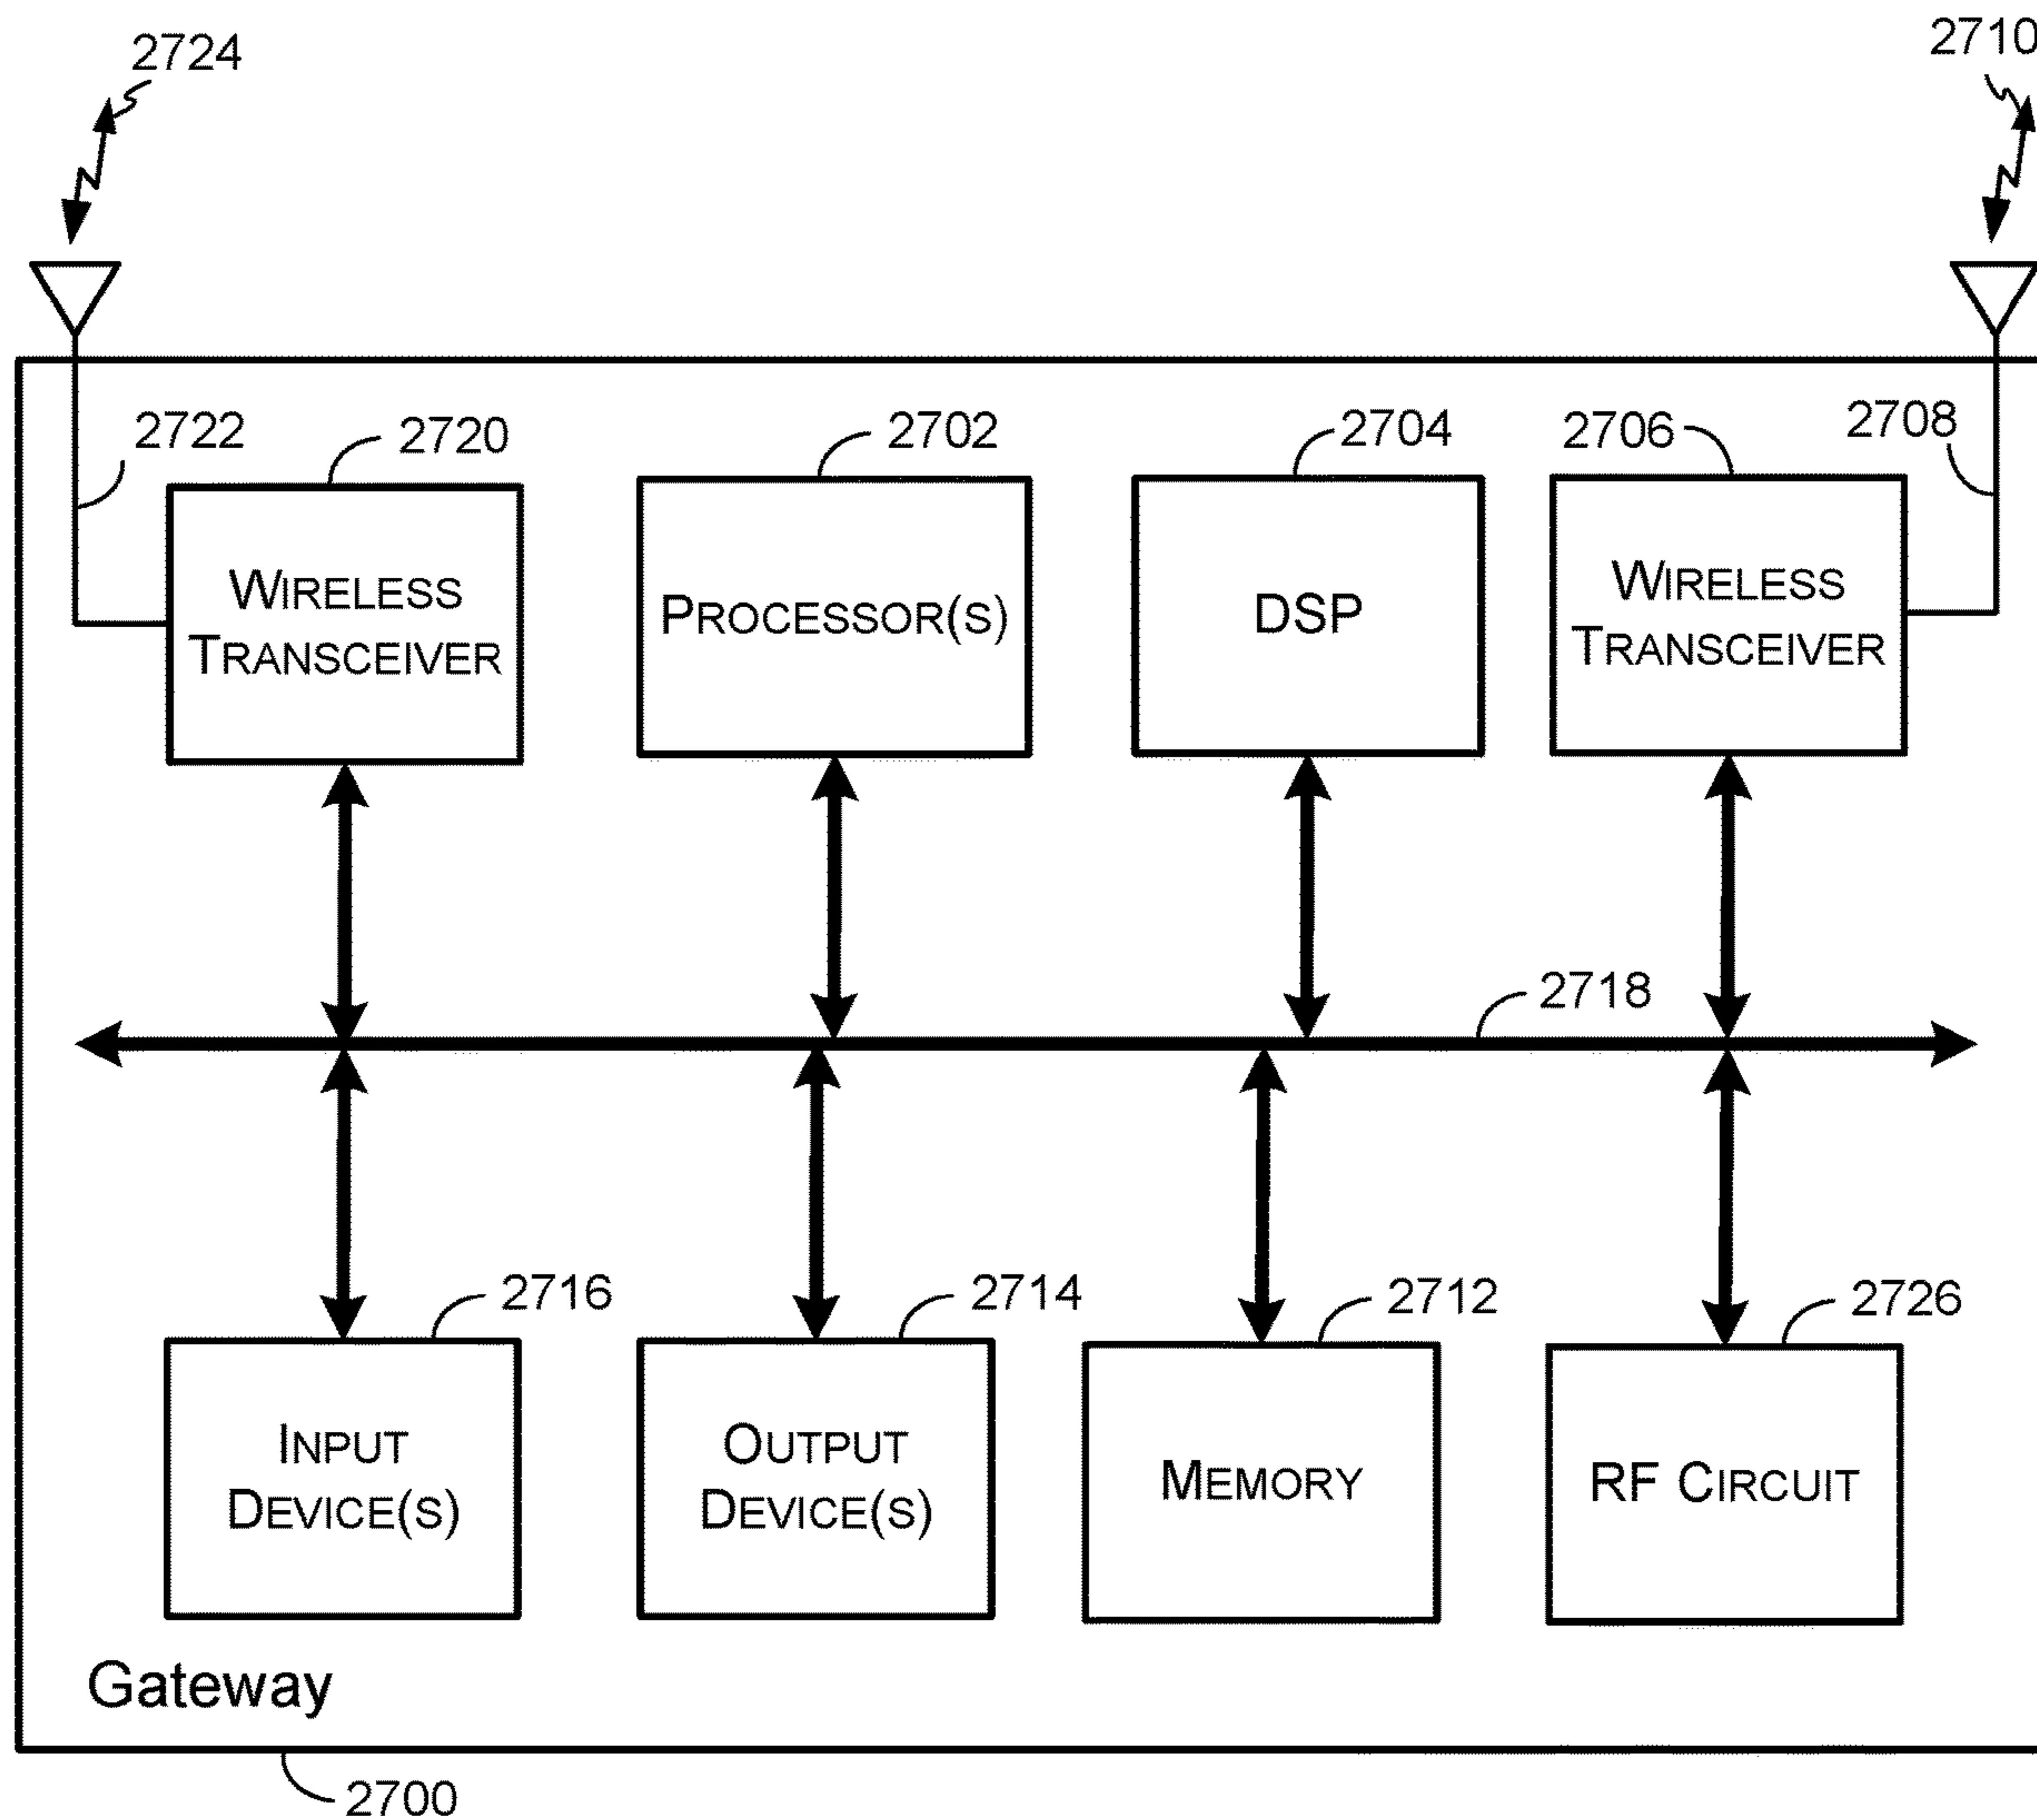 2724
2710
2722
2720
2702
2704
2706
2708
WIRELESS
TRANSCEIVER
PROCESSOR(S)
DSP
WIRELESS
TRANSCEIVER
2718
2716
2714
2712
2726
INPUT
DEVICE(S)
OUTPUT
DEVICE(S)
MEMORY
RF CIRCUIT
Gateway
2700